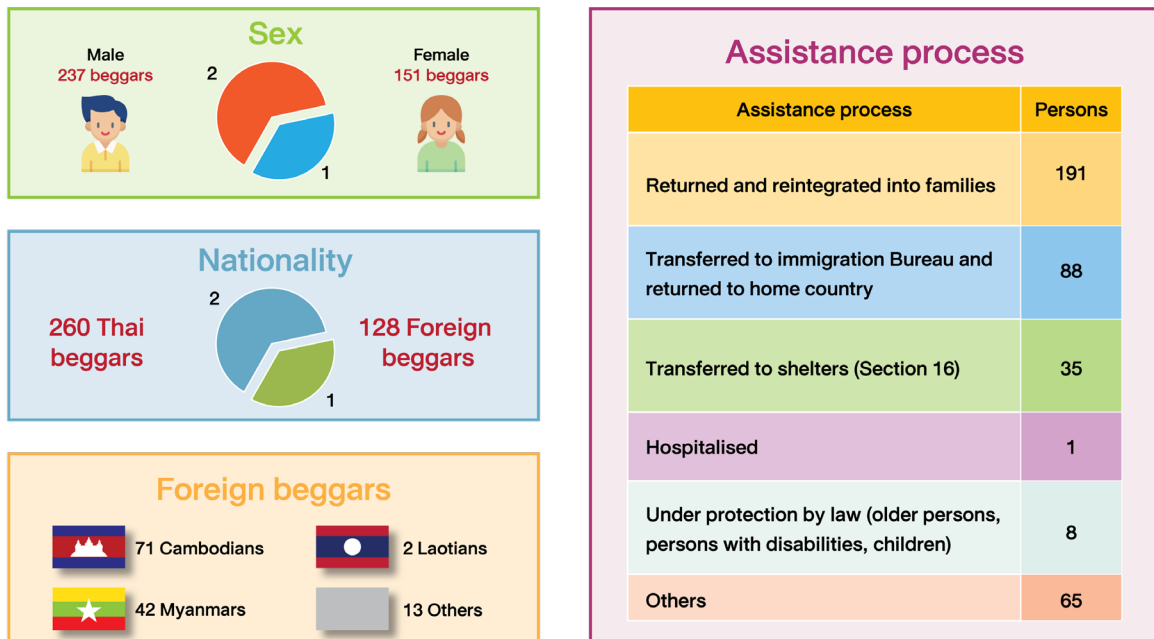 Sex
Male
237 beggars
2
1
Female
151 beggars
Nationality
260 Thai
beggars
2
1
128 Foreign
beggars
Foreign beggars
71 Cambodians
2 Laotians
42 Myanmars
13 Others
Assistance process
Assistance process Persons
Returned and reintegrated into families 191
Transferred to immigration Bureau and
returned to home country 88
Transferred to shelters (Section 16) 35
Hospitalised 1
Under protection by law (older persons,
persons with disabilities, children) 8
Others 65